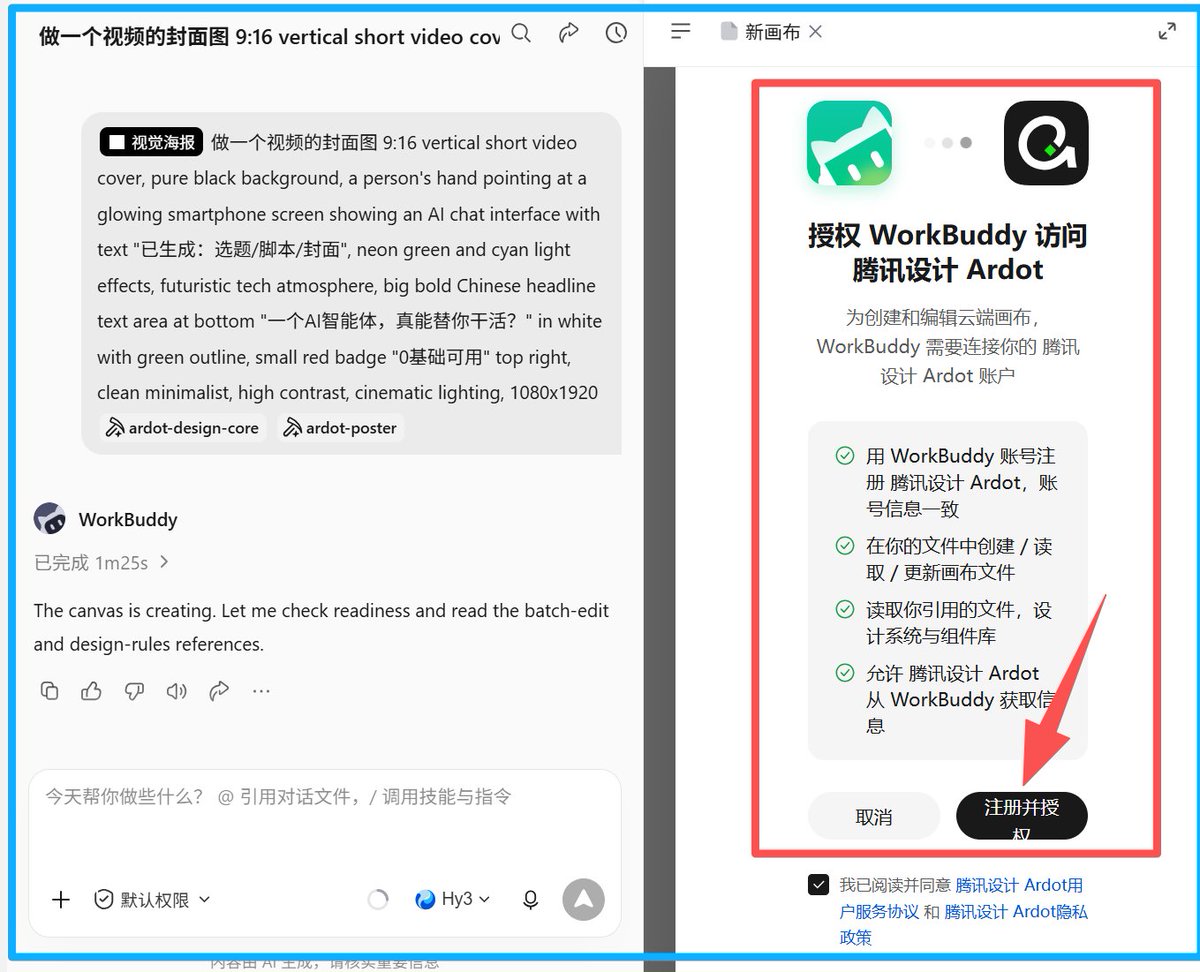 做一个视频的封面图 9:16 vertical short video cov
视觉海报 做一个视频的封面图 9:16 vertical short video
cover, pure black background, a person's hand pointing at a
glowing smartphone screen showing an AI chat interface with
text "已生成：选题/脚本/封面", neon green and cyan light
effects, futuristic tech atmosphere, big bold Chinese headline
text area at bottom "一个AI智能体，真能替你干活？" in white
with green outline, small red badge "0基础可用" top right,
clean minimalist, high contrast, cinematic lighting, 1080x1920
ardot-design-core ardot-poster
WorkBuddy
已完成 1m25s
The canvas is creating. Let me check readiness and read the batch-edit
and design-rules references.
今天帮你做些什么？ @ 引用对话文件，/ 调用技能与指令
默认权限
Hy3
内容由 AI 生成，请核实重要信息
新画布
授权 WorkBuddy 访问
腾讯设计 Ardot
为创建和编辑云端画布，
WorkBuddy 需要连接你的 腾讯
设计 Ardot 账户
用 WorkBuddy 账号注
册 腾讯设计 Ardot，账
号信息一致
在你的文件中创建 / 读
取 / 更新画布文件
读取你引用的文件，设
计系统与组件库
允许 腾讯设计 Ardot
从 WorkBuddy 获取信
息
取消
注册并授
权
我已阅读并同意 腾讯设计 Ardot用
户服务协议 和 腾讯设计 Ardot隐私
政策